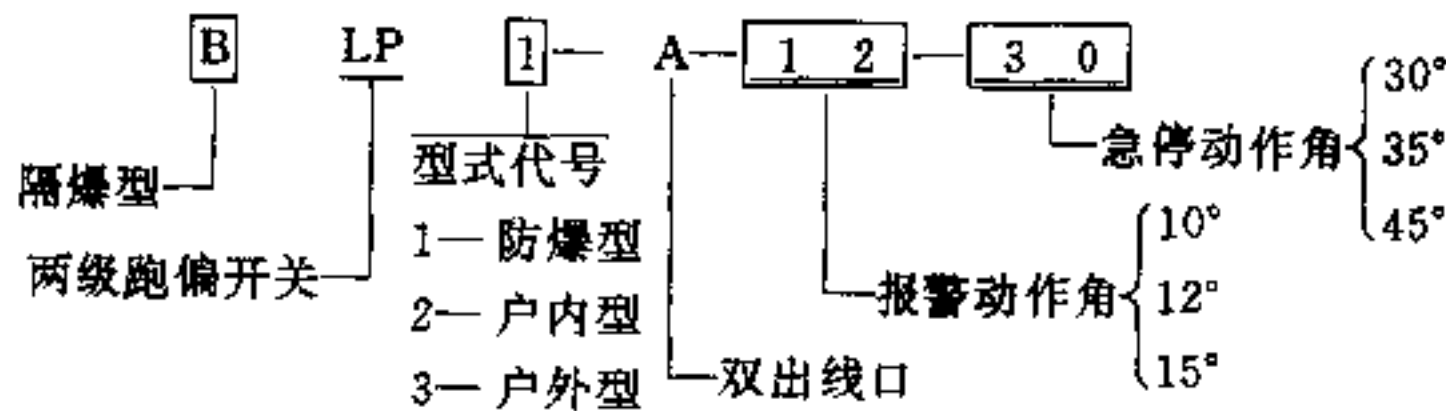 B LP 1— A— 1 2 — 3 0
隔爆型
两级跑偏开关
型式代号
1— 防爆型
2— 户内型
3— 户外型
双出线口
报警动作角
10°
12°
15°
急停动作角
30°
35°
45°